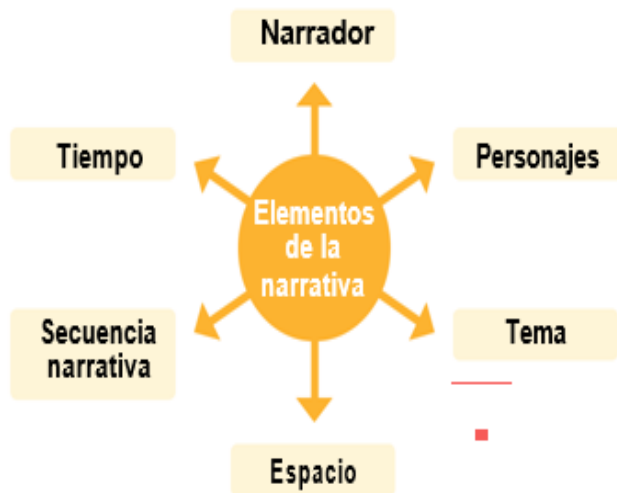 Narrador
Tiempo
Personajes
Elementos
de la
narrativa
Secuencia
narrativa
Tema
Espacio